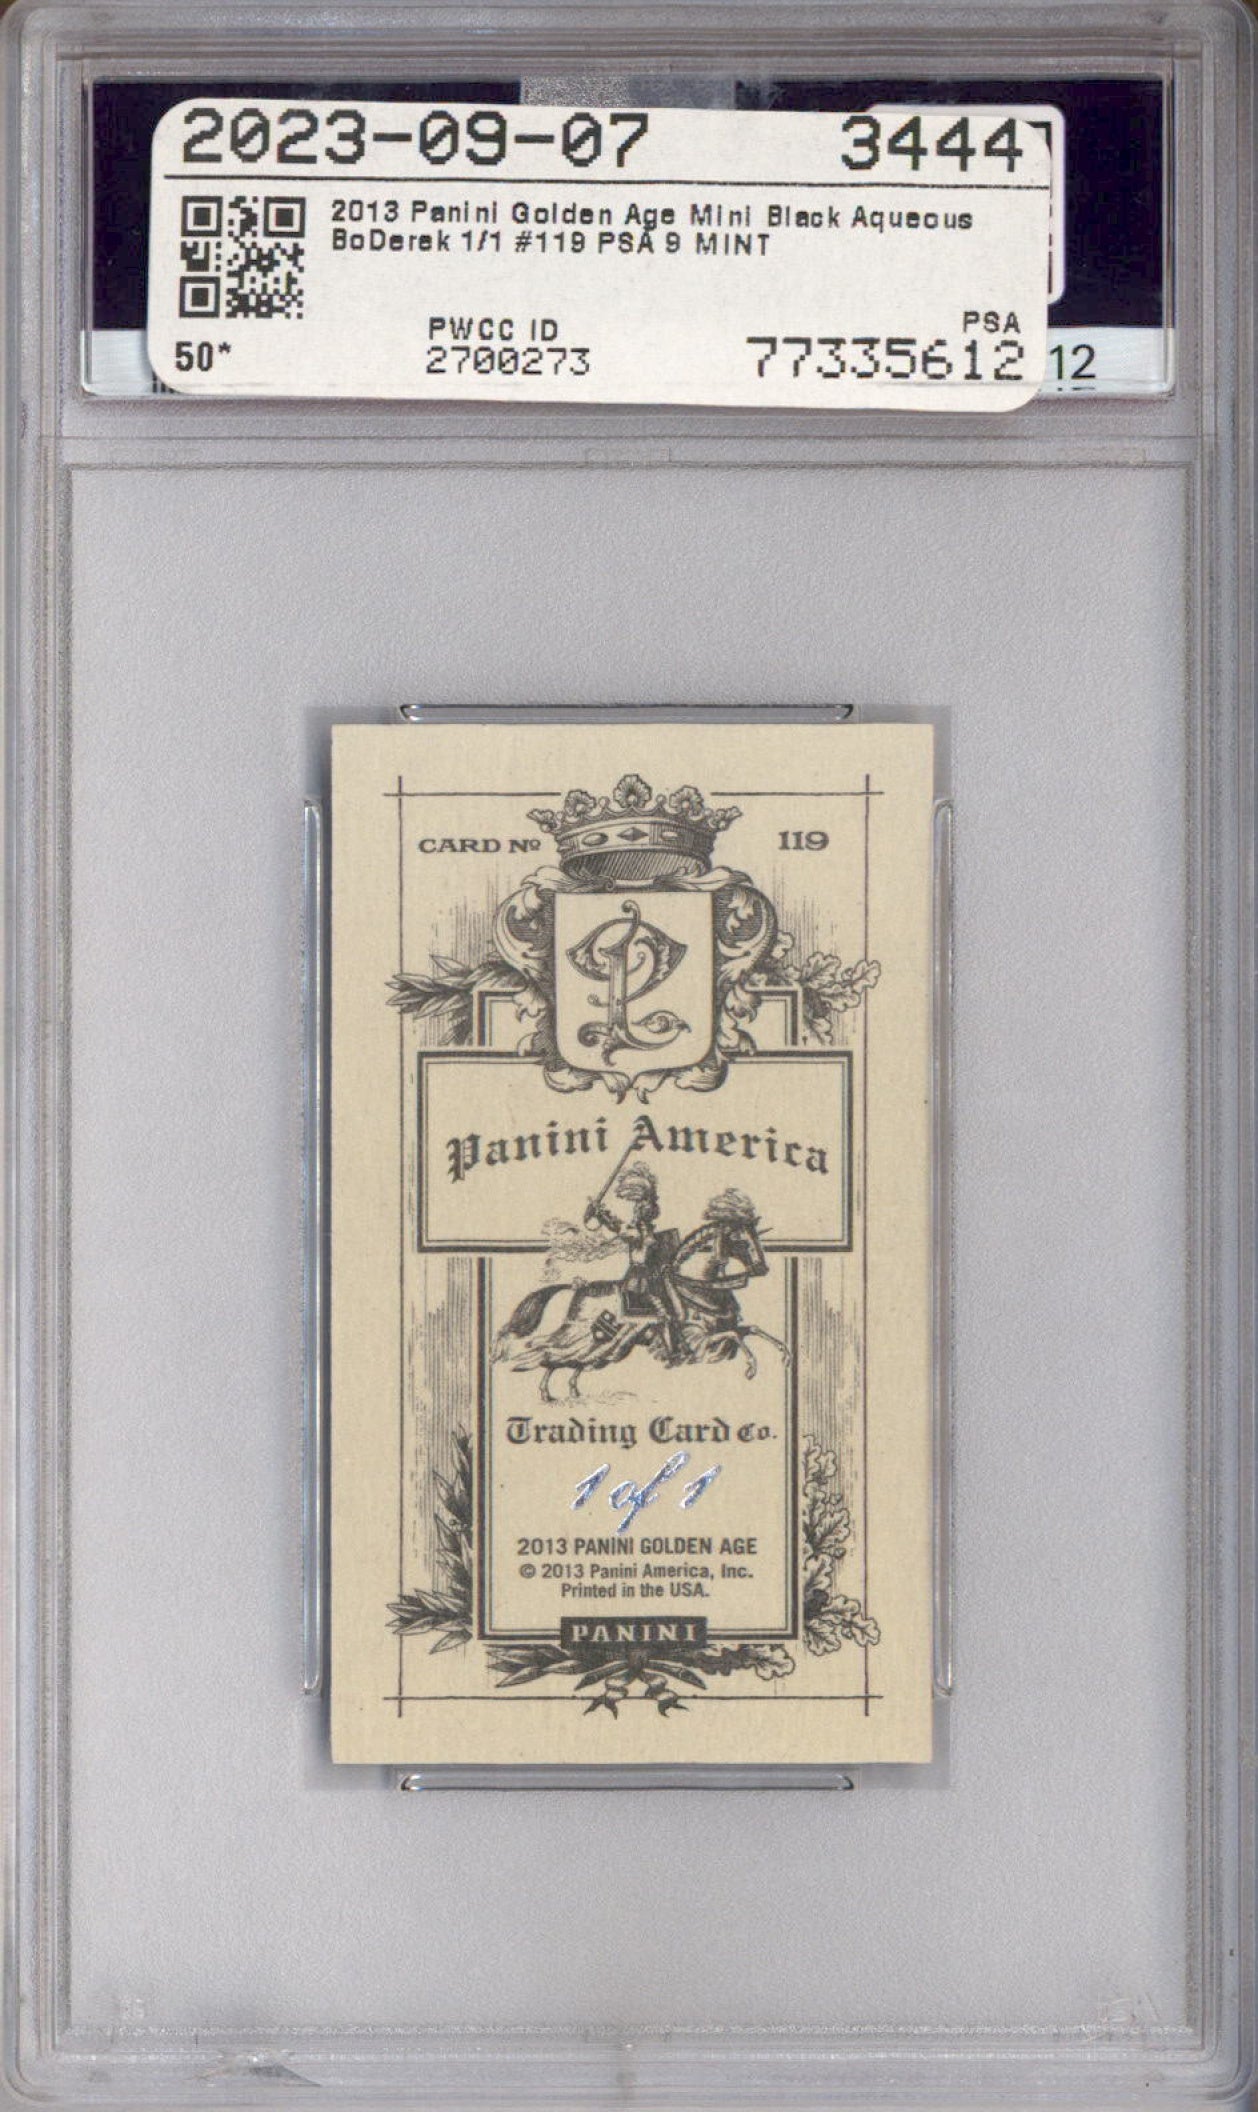 2023-09-07 3444
2013 Panini Golden Age Mini Black Aqueous
BoDerek 1/1 #119 PSA 9 MINT
50*
PWCC ID
2700273
PSA
77335612
12
CARD Nº 119
PL
Panini America
Trading Card Co.
1 of 1
2013 PANINI GOLDEN AGE
© 2013 Panini America, Inc.
Printed in the USA.
PANINI